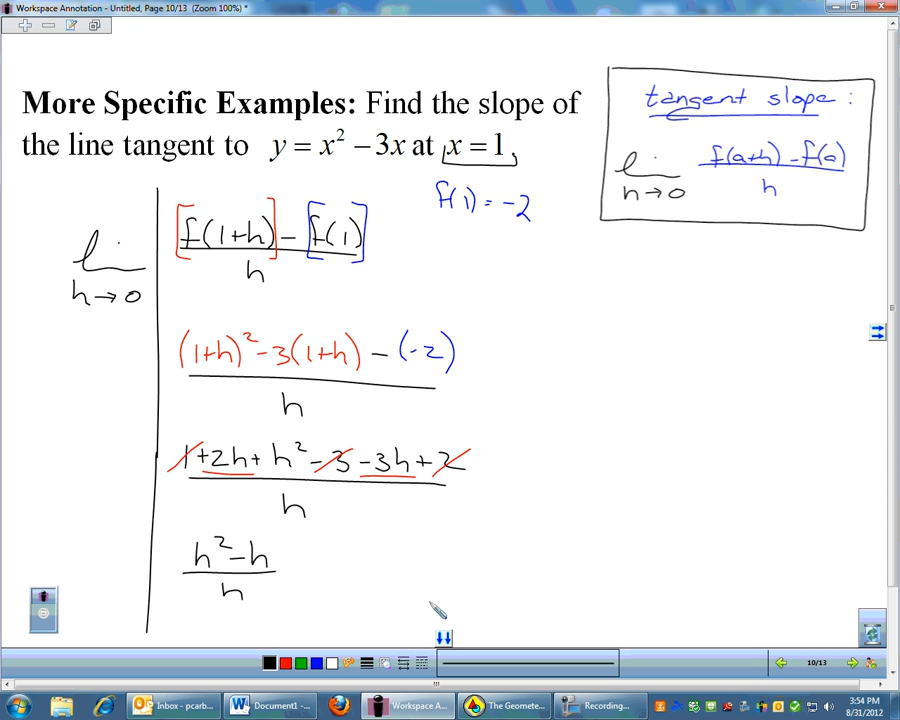 Workspace Annotation - Untitled, Page 10/13 (Zoom 100%) *
More Specific Examples: Find the slope of
the line tangent to y = x² − 3x at x = 1.
tangent slope :
lim h→0 f(a+h) - f(a) / h
f(1) = -2
lim h→0 f(1+h) - f(1) / h
(1+h)² - 3(1+h) - (-2) / h
1 + 2h + h² - 3 - 3h + 2 / h
h² - h / h
10/13
Inbox - pcarb...
Document1 - ...
Workspace A...
The Geomete...
Recording...
3:54 PM
8/31/2012